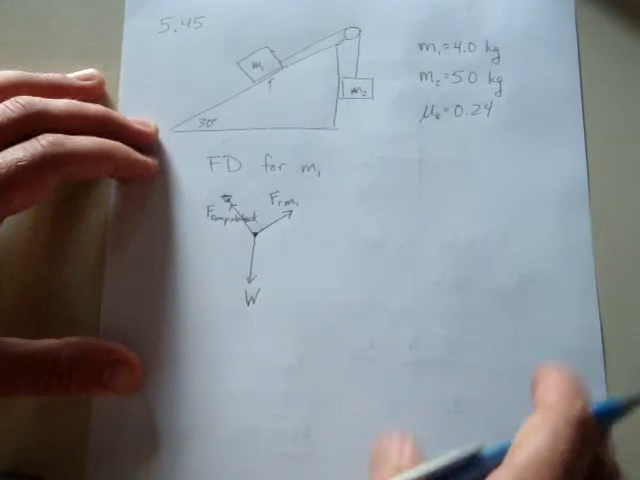 5.45
m₁
m₂
30°
m₁=4.0 kg
m₂=5.0 kg
μₖ=0.24
FD for m₁
W